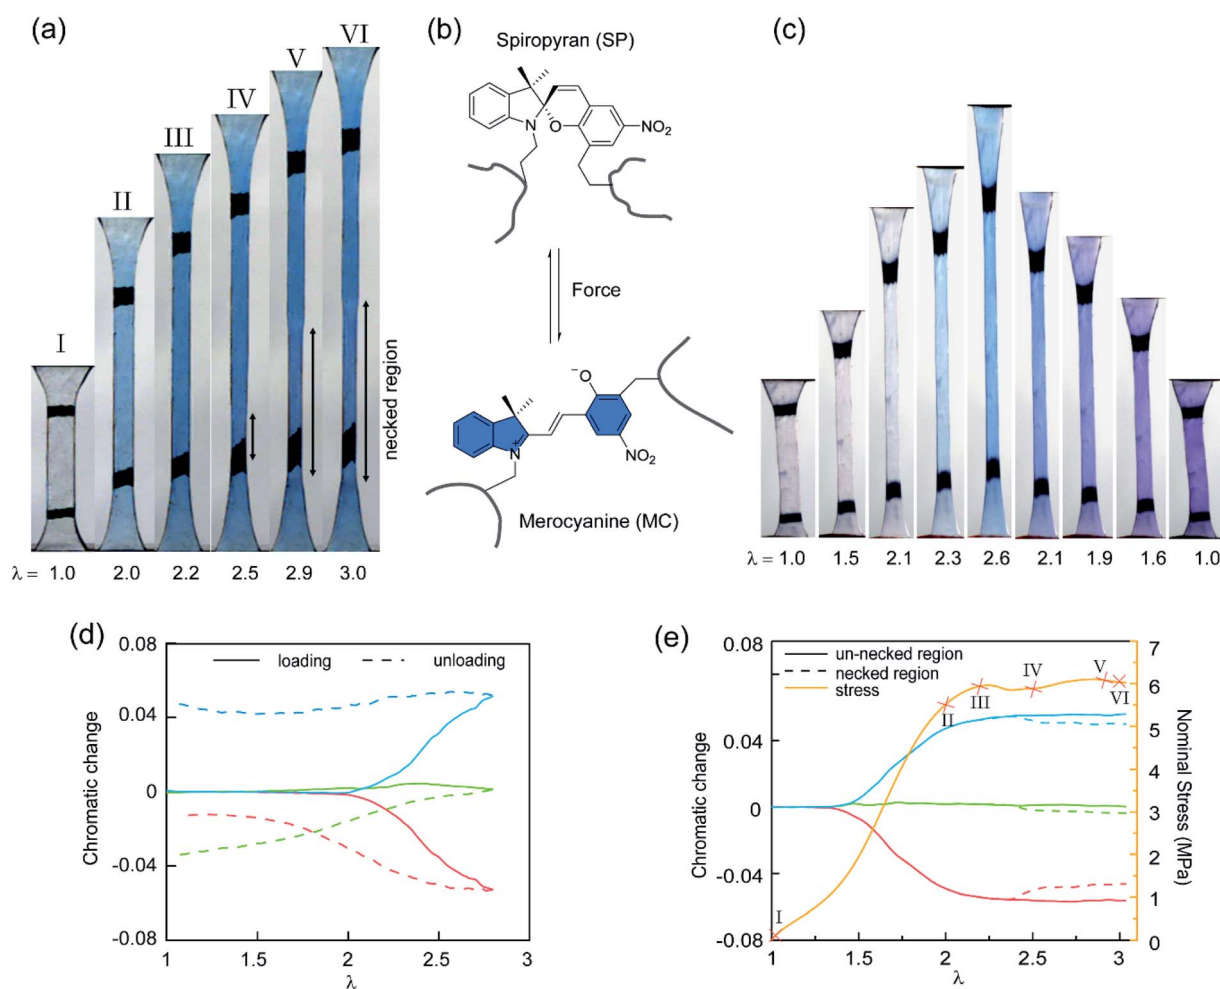 (a)
I
II
III
IV
V
VI
necked region
λ = 1.0 2.0 2.2 2.5 2.9 3.0
(b)
Spiropyran (SP)
N
O
NO₂
Force
⁻O
N⁺
NO₂
Merocyanine (MC)
(c)
λ = 1.0 1.5 2.1 2.3 2.6 2.1 1.9 1.6 1.0
(d)
loading unloading
0.08
0.04
0
-0.04
-0.08
Chromatic change
1 1.5 2 2.5 3
λ
(e)
un-necked region
necked region
stress
0.08
0.04
0
-0.04
-0.08
Chromatic change
I
II
III
IV
V
VI
7
6
5
4
3
2
1
0
Nominal Stress (MPa)
1 1.5 2 2.5 3
λ